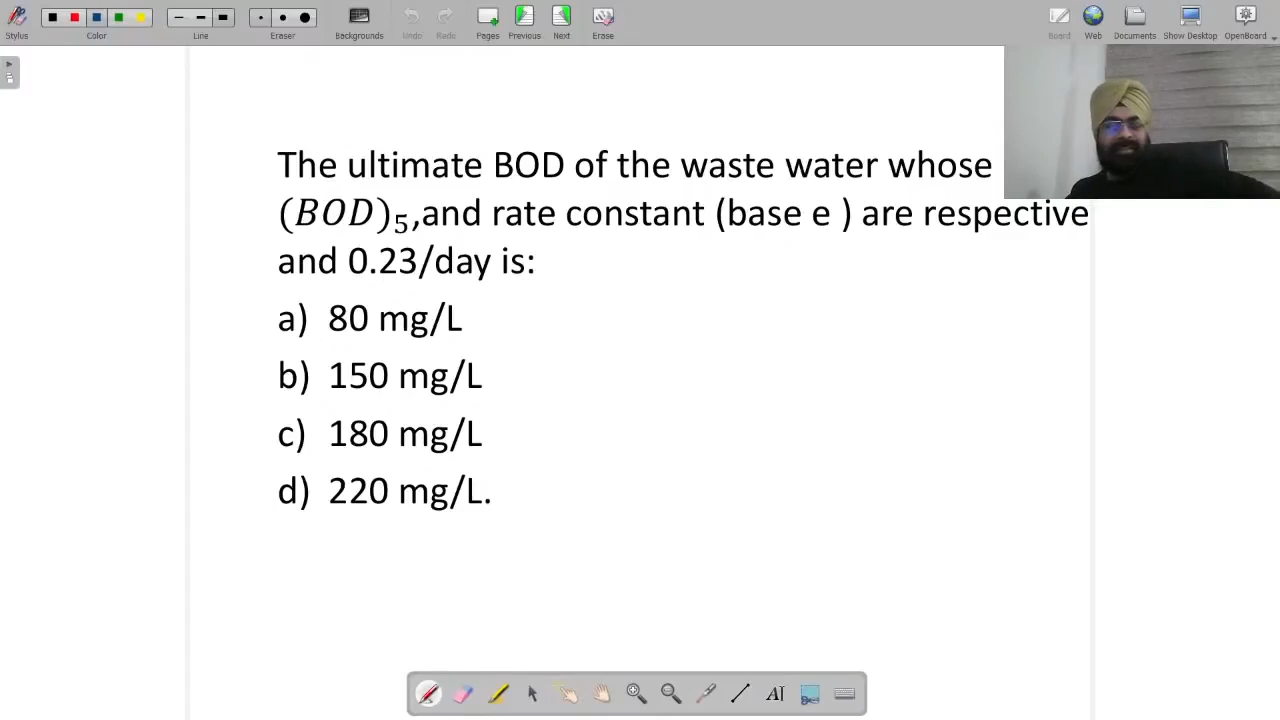 Stylus Color Line Eraser Backgrounds Undo Redo Pages Previous Next Erase Board Web Documents Show Desktop OpenBoard
The ultimate BOD of the waste water whose
(BOD)₅,and rate constant (base e ) are respective
and 0.23/day is:
a) 80 mg/L
b) 150 mg/L
c) 180 mg/L
d) 220 mg/L.